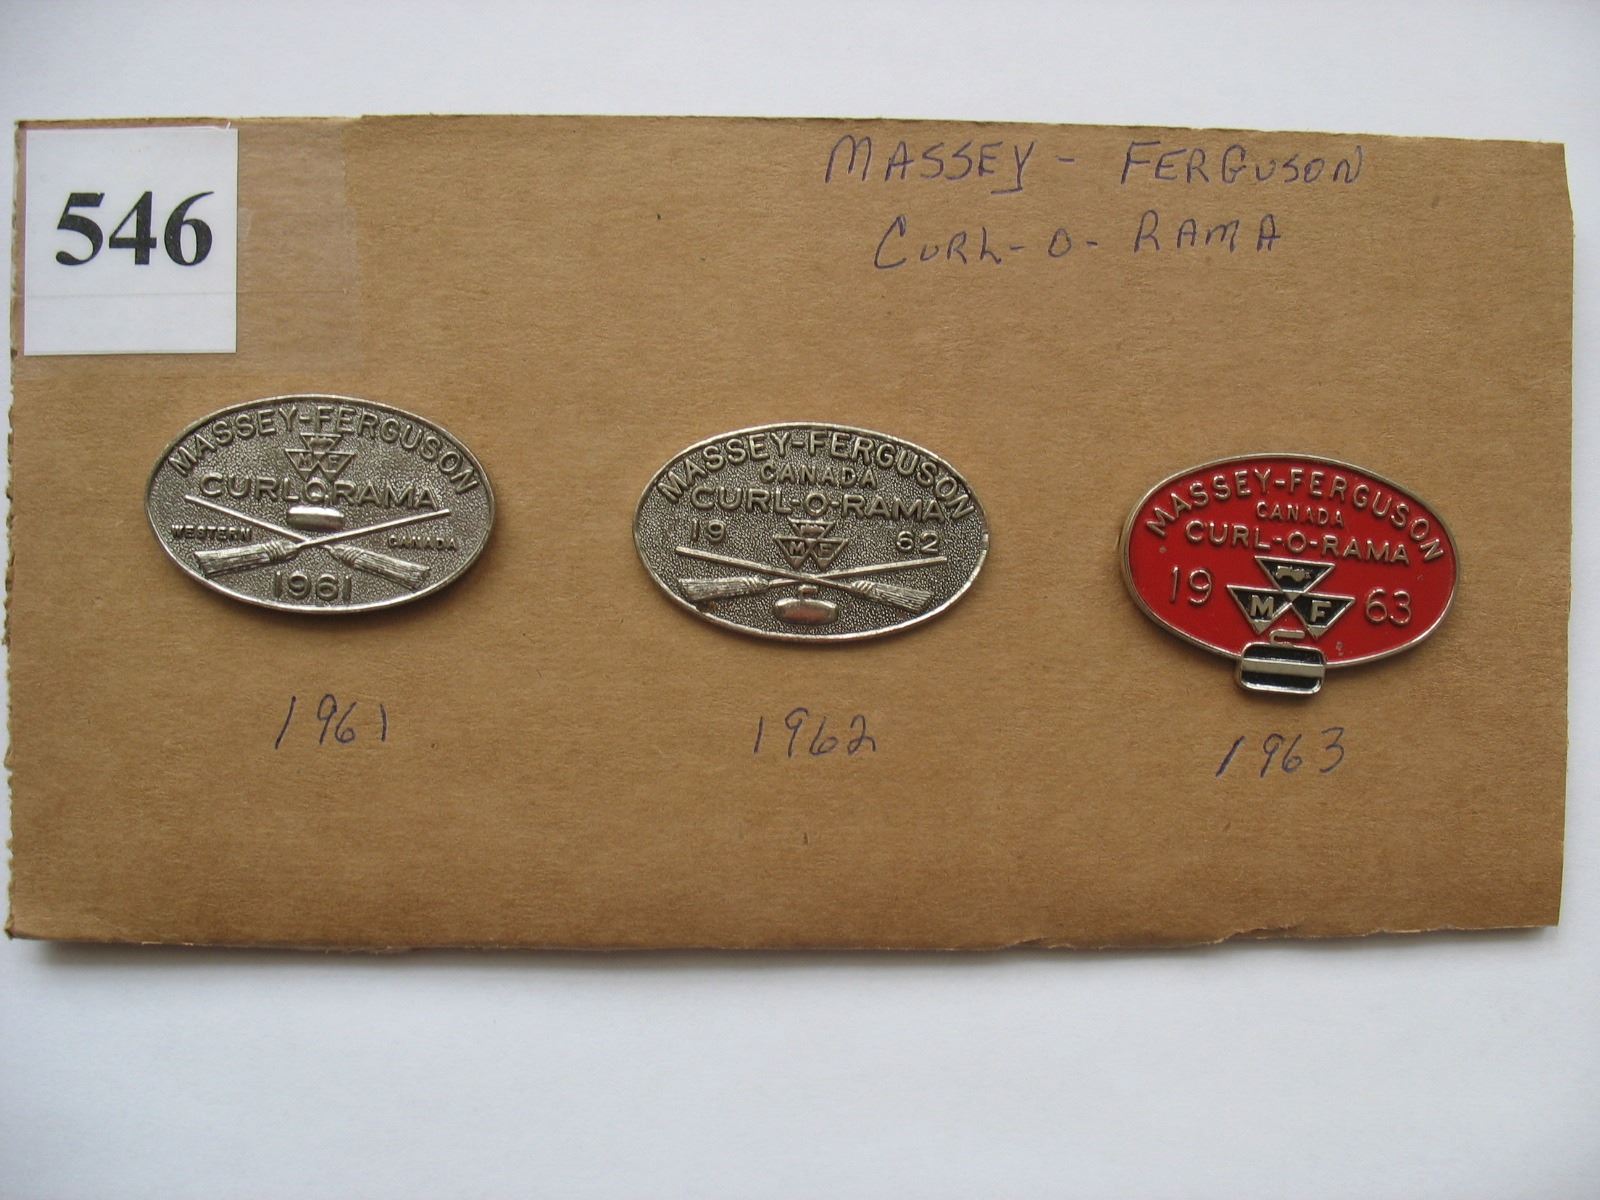 546
MASSEY - FERGUSON
CURL-O-RAMA
MASSEY-FERGUSON
M F
CURLORAMA
WESTERN CANADA
1961
MASSEY-FERGUSON
CANADA
CURL-O-RAMA
19 62
M F
MASSEY-FERGUSON
CANADA
CURL-O-RAMA
19 63
M F
1961
1962
1963